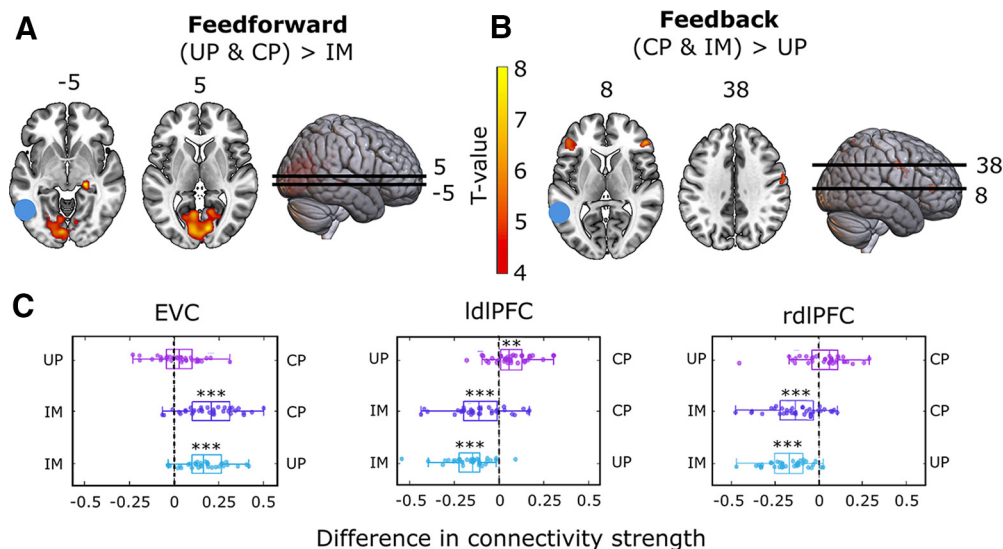 A
Feedforward
(UP & CP) > IM
-5
5
5
-5
8
7
6
5
4
T-value
B
Feedback
(CP & IM) > UP
8
38
38
8
C
EVC
UP
CP
IM
***
CP
IM
***
UP
-0.5 -0.25 0 0.25 0.5
ldlPFC
UP
**
CP
IM
***
CP
IM
***
UP
-0.5 -0.25 0 0.25 0.5
rdlPFC
UP
CP
IM
***
CP
IM
***
UP
-0.5 -0.25 0 0.25 0.5
Difference in connectivity strength